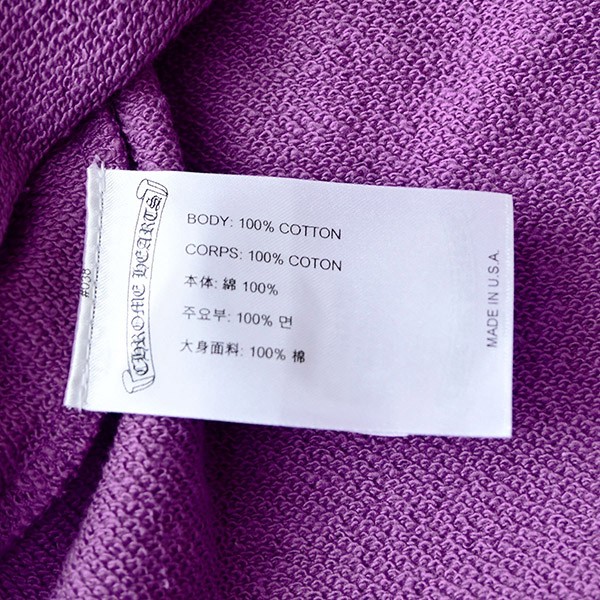 CHROME HEARTS
BODY: 100% COTTON
CORPS: 100% COTON
本体: 綿 100%
주요부: 100% 면
大身面料: 100% 棉
MADE IN U.S.A.
#038